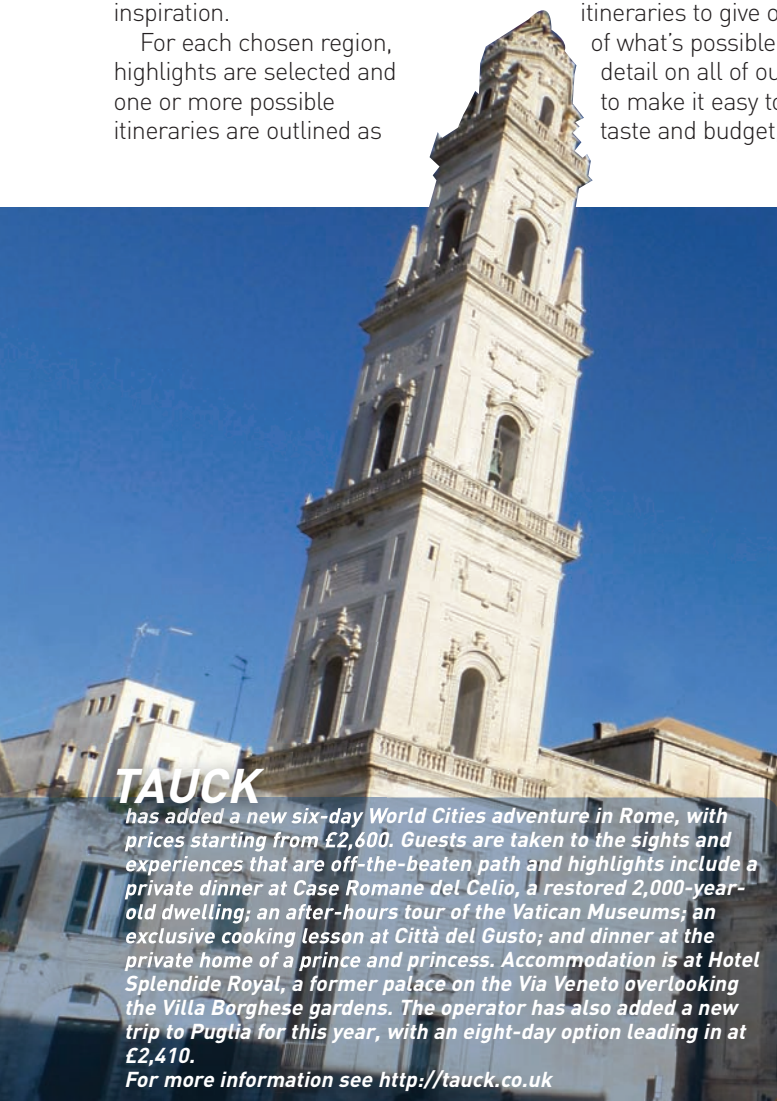 inspiration.
For each chosen region,
highlights are selected and
one or more possible
itineraries are outlined as
itineraries to give
of what's possible
detail on all of
to make it easy
taste and budget
TAUCK
has added a new six-day World Cities adventure in Rome, with
prices starting from £2,600. Guests are taken to the sights and
experiences that are off-the-beaten path and highlights include a
private dinner at Case Romane del Celio, a restored 2,000-year-
old dwelling; an after-hours tour of the Vatican Museums; an
exclusive cooking lesson at Città del Gusto; and dinner at the
private home of a prince and princess. Accommodation is at Hotel
Splendide Royal, a former palace on the Via Veneto overlooking
the Villa Borghese gardens. The operator has also added a new
trip to Puglia for this year, with an eight-day option leading in at
£2,410.
For more information see http://tauck.co.uk